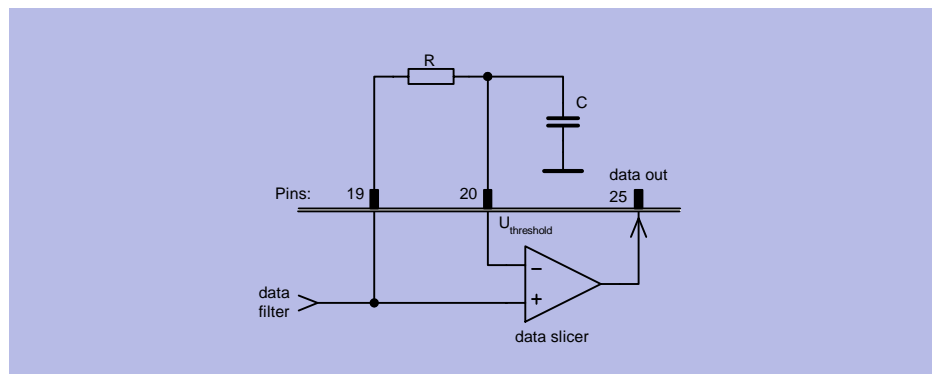 R
C
data out
Pins: 19 20 25
Uthreshold
−
+
data
filter
data slicer